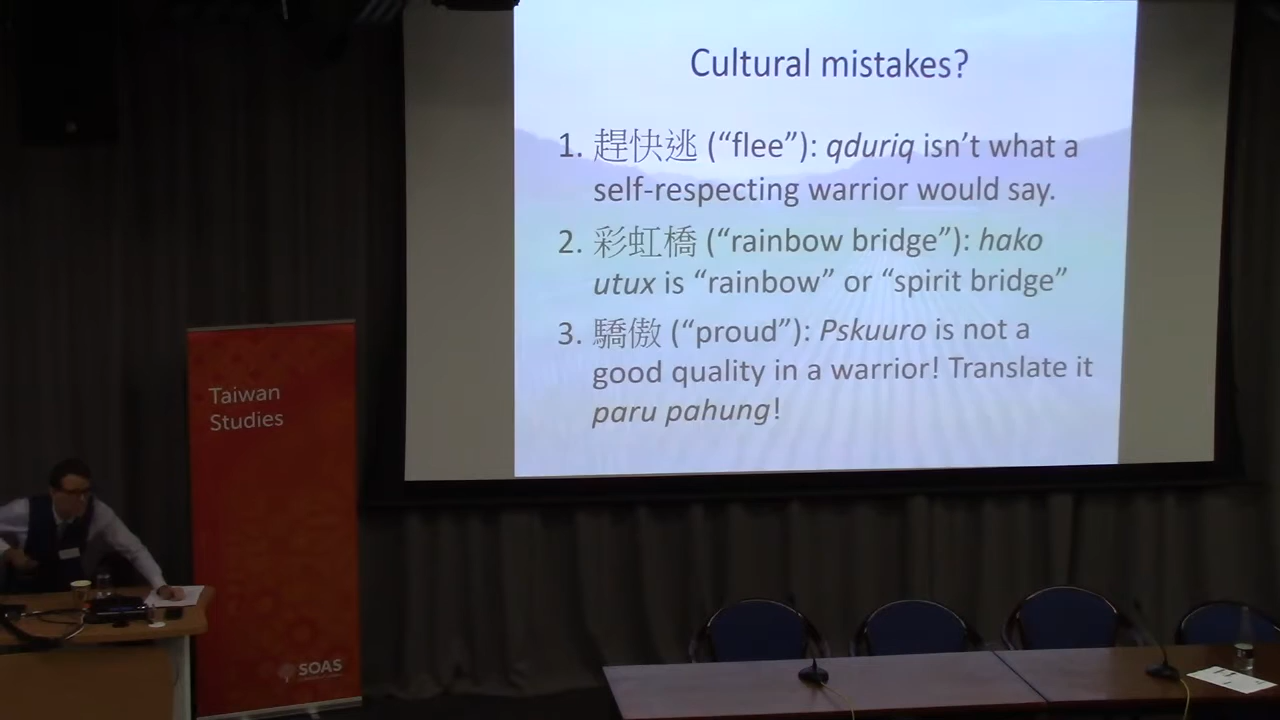 Cultural mistakes?
1. 趕快逃 (“flee”): qduriq isn’t what a
self-respecting warrior would say.
2. 彩虹橋 (“rainbow bridge”): hako
utux is “rainbow” or “spirit bridge”
3. 驕傲 (“proud”): Pskuuro is not a
good quality in a warrior! Translate it
paru pahung!
Taiwan
Studies
SOAS